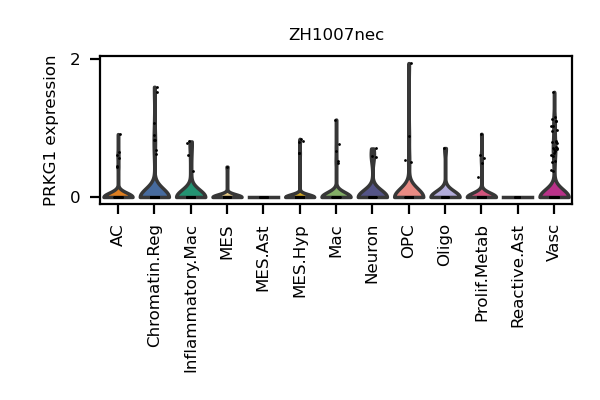 ZH1007nec
PRKG1 expression
2
0
AC
Chromatin.Reg
Inflammatory.Mac
MES
MES.Ast
MES.Hyp
Mac
Neuron
OPC
Oligo
Prolif.Metab
Reactive.Ast
Vasc